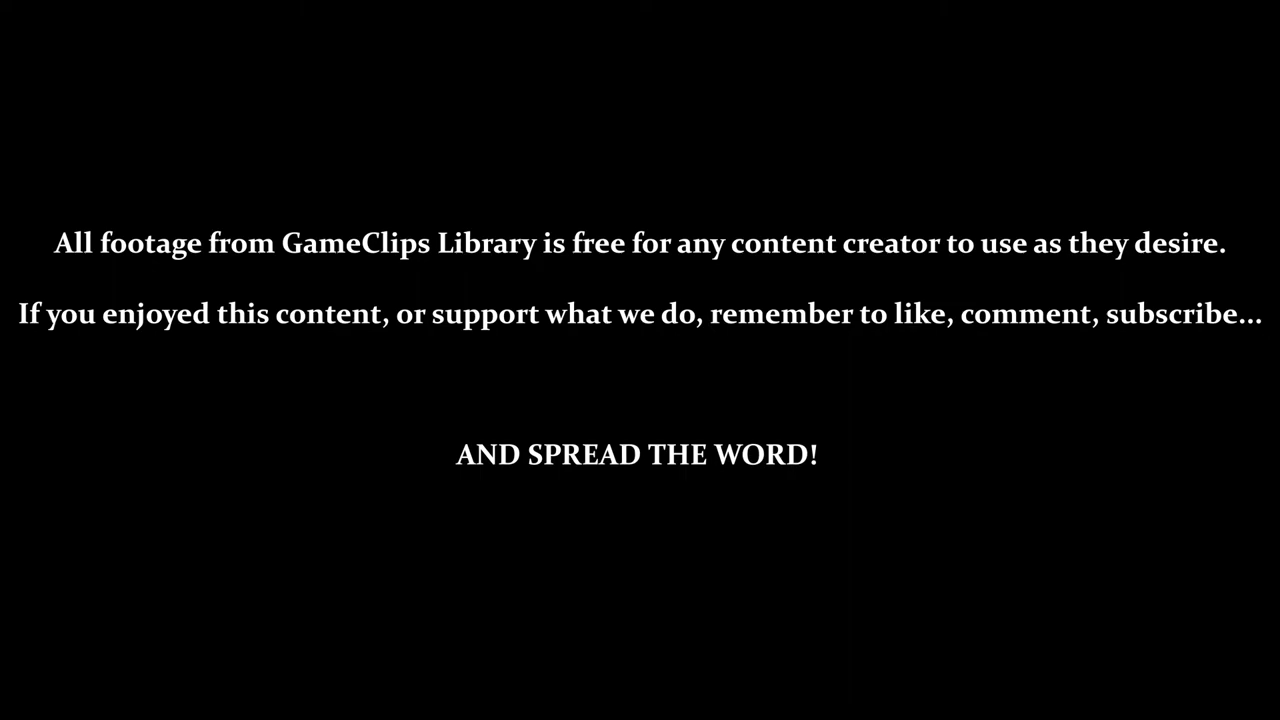 All footage from GameClips Library is free for any content creator to use as they desire.
If you enjoyed this content, or support what we do, remember to like, comment, subscribe...
AND SPREAD THE WORD!